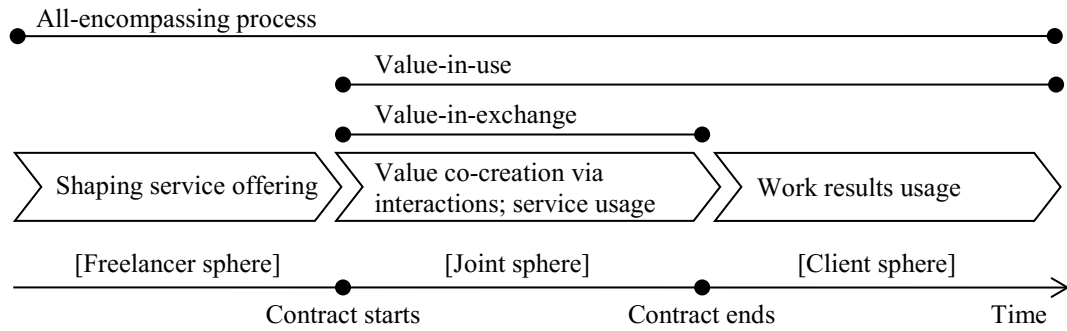 All-encompassing process
Value-in-use
Value-in-exchange
Shaping service offering
Value co-creation via
interactions; service usage
Work results usage
[Freelancer sphere]
[Joint sphere]
[Client sphere]
Contract starts
Contract ends
Time